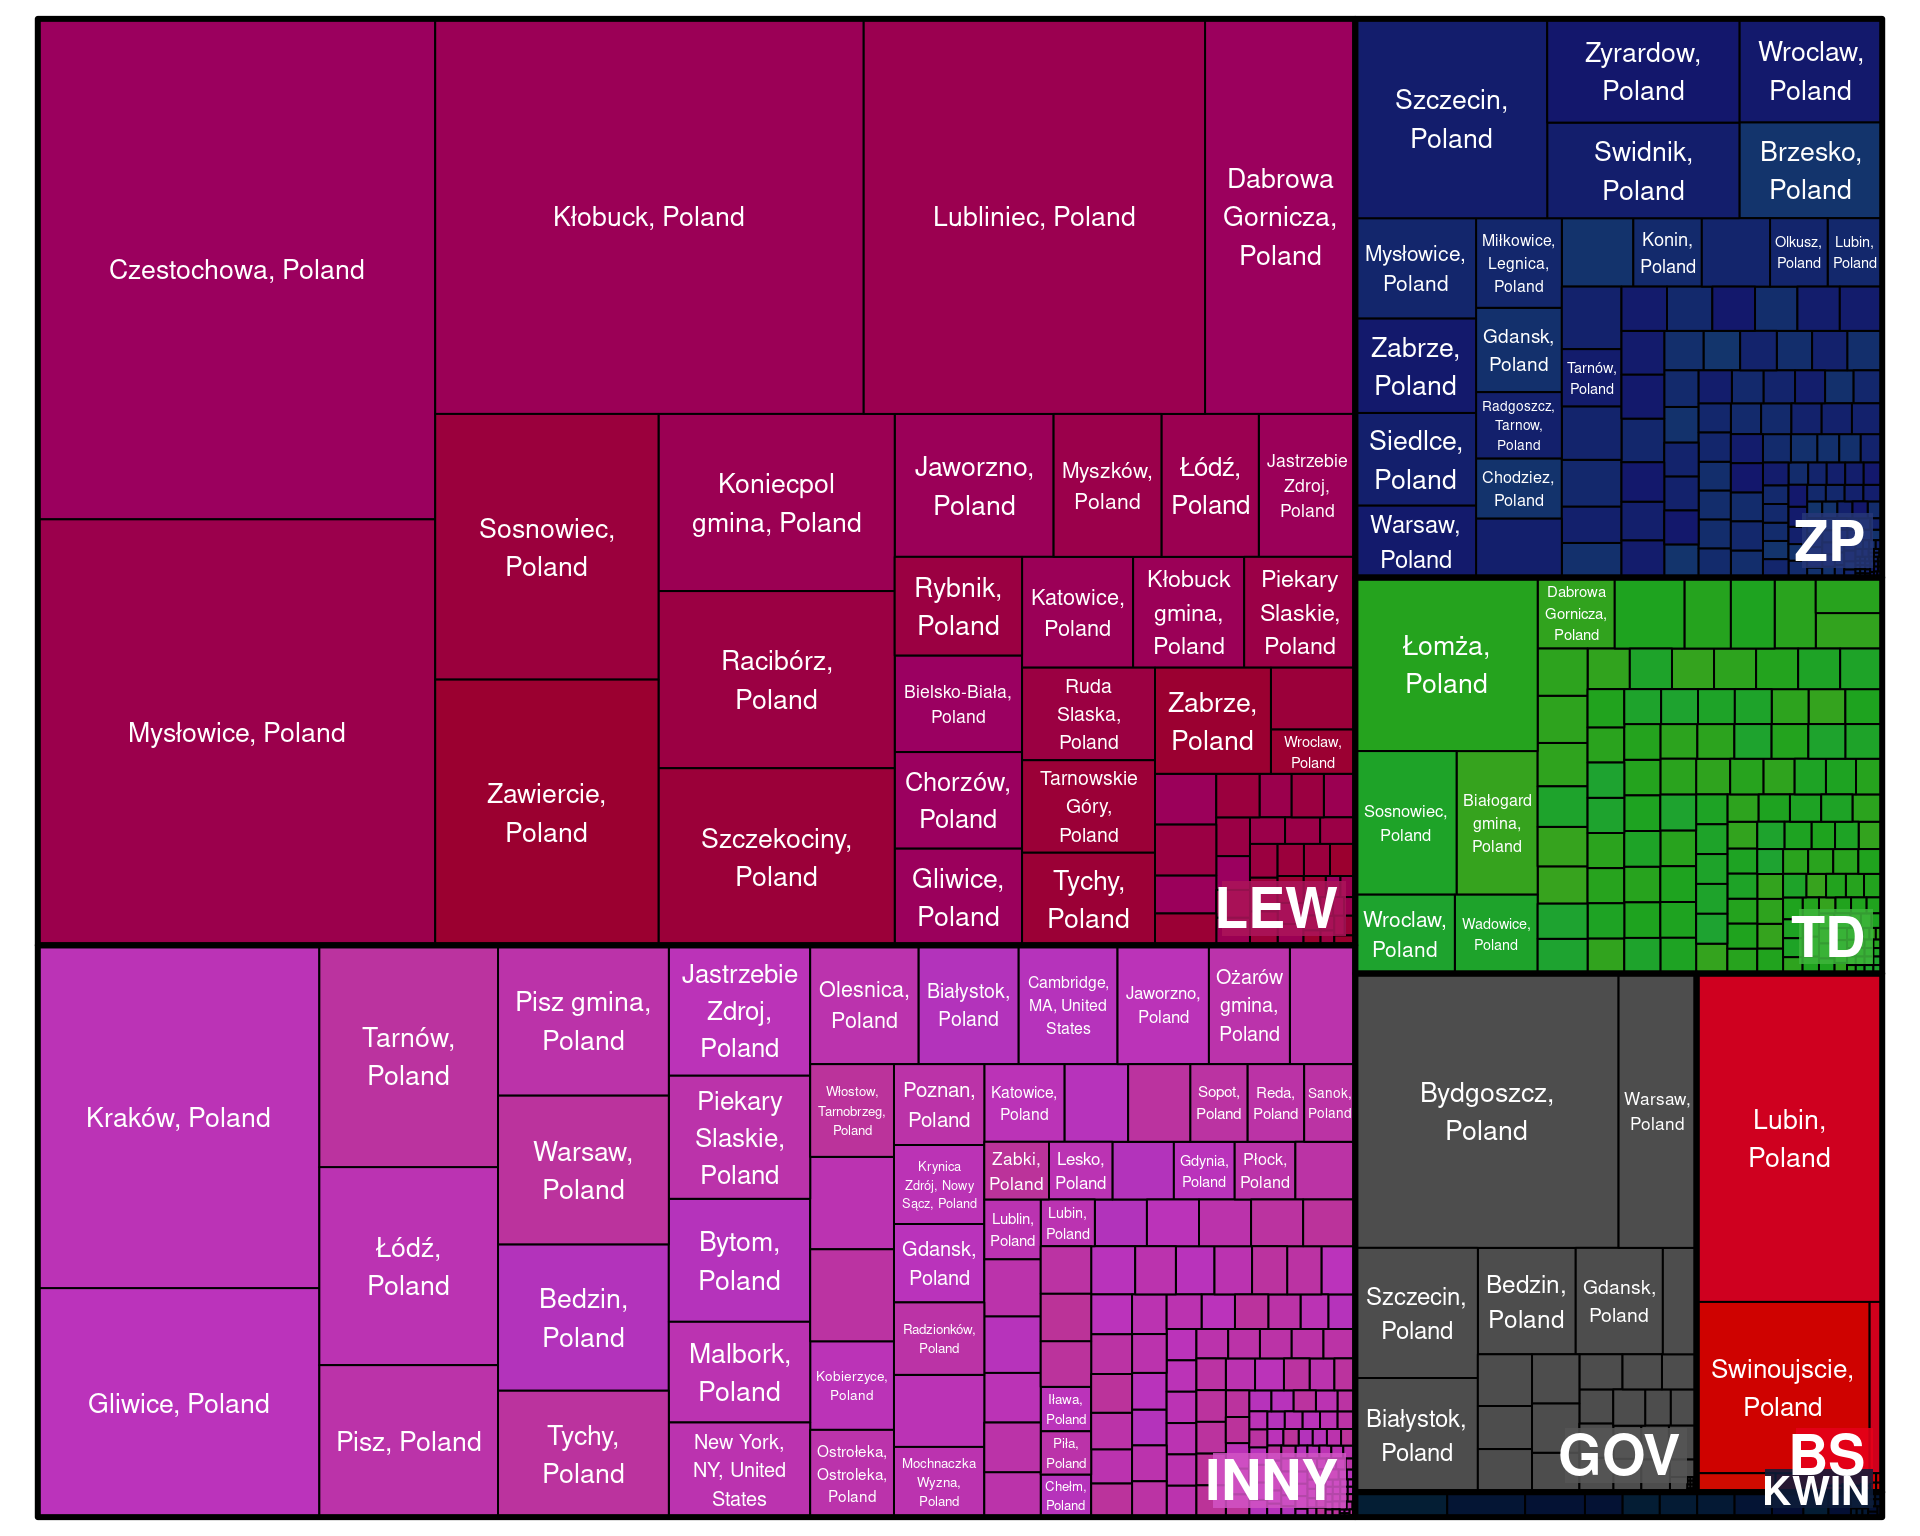 Czestochowa, Poland
Mysłowice, Poland
Kłobuck, Poland
Lubliniec, Poland
Dabrowa
Gornicza,
Poland
Sosnowiec,
Poland
Zawiercie,
Poland
Koniecpol
gmina, Poland
Racibórz,
Poland
Szczekociny,
Poland
Jaworzno,
Poland
Myszków,
Poland
Łódź,
Poland
Jastrzebie
Zdroj,
Poland
Rybnik,
Poland
Bielsko-Biała,
Poland
Chorzów,
Poland
Gliwice,
Poland
Katowice,
Poland
Kłobuck
gmina,
Poland
Piekary
Slaskie,
Poland
Ruda
Slaska,
Poland
Tarnowskie
Góry,
Poland
Tychy,
Poland
Zabrze,
Poland
Wroclaw,
Poland
LEW
Szczecin,
Poland
Zyrardow,
Poland
Wroclaw,
Poland
Swidnik,
Poland
Brzesko,
Poland
Mysłowice,
Poland
Zabrze,
Poland
Siedlce,
Poland
Warsaw,
Poland
Miłkowice,
Legnica,
Poland
Gdansk,
Poland
Radgoszcz,
Tarnow,
Poland
Chodziez,
Poland
Konin,
Poland
Olkusz,
Poland
Lubin,
Poland
Tarnów,
Poland
ZP
Łomża,
Poland
Dabrowa
Gornicza,
Poland
Sosnowiec,
Poland
Białogard
gmina,
Poland
Wroclaw,
Poland
Wadowice,
Poland
TD
Kraków, Poland
Gliwice, Poland
Tarnów,
Poland
Łódź,
Poland
Pisz, Poland
Pisz gmina,
Poland
Warsaw,
Poland
Bedzin,
Poland
Tychy,
Poland
Jastrzebie
Zdroj,
Poland
Piekary
Slaskie,
Poland
Bytom,
Poland
Malbork,
Poland
New York,
NY, United
States
Olesnica,
Poland
Białystok,
Poland
Cambridge,
MA, United
States
Jaworzno,
Poland
Ożarów
gmina,
Poland
Włostow,
Tarnobrzeg,
Poland
Kobierzyce,
Poland
Ostrołeka,
Ostroleka,
Poland
Poznan,
Poland
Krynica
Zdrój, Nowy
Sącz, Poland
Gdansk,
Poland
Radzionków,
Poland
Mochnaczka
Wyzna,
Poland
Katowice,
Poland
Sopot,
Poland
Reda,
Poland
Sanok,
Poland
Zabki,
Poland
Lesko,
Poland
Gdynia,
Poland
Płock,
Poland
Lublin,
Poland
Lubin,
Poland
Iława,
Poland
Piła,
Poland
Chełm,
Poland
INNY
Bydgoszcz,
Poland
Warsaw,
Poland
Szczecin,
Poland
Białystok,
Poland
Bedzin,
Poland
Gdansk,
Poland
GOV
Lubin,
Poland
Swinoujscie,
Poland
BS
KWIN